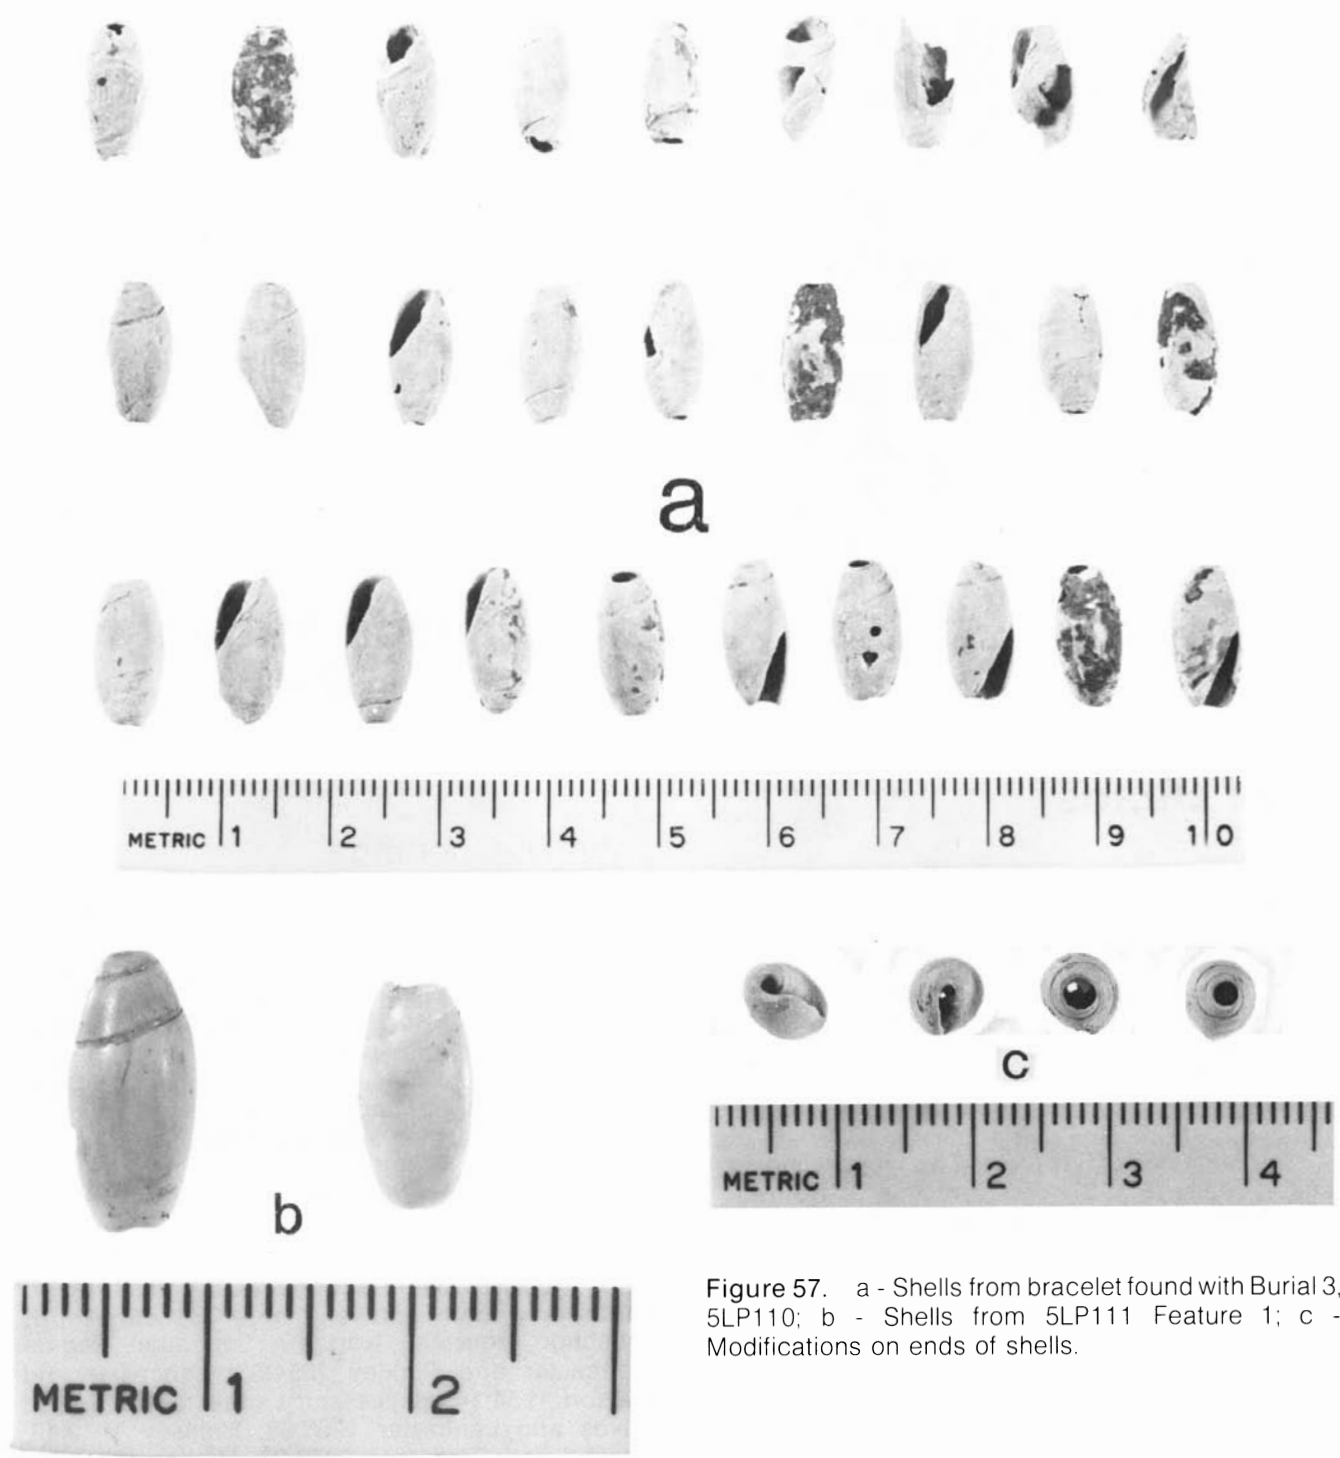 a
METRIC 1 2 3 4 5 6 7 8 9 10
b
METRIC 1 2
c
METRIC 1 2 3 4
Figure 57. a - Shells from bracelet found with Burial 3,
5LP110; b - Shells from 5LP111 Feature 1; c -
Modifications on ends of shells.